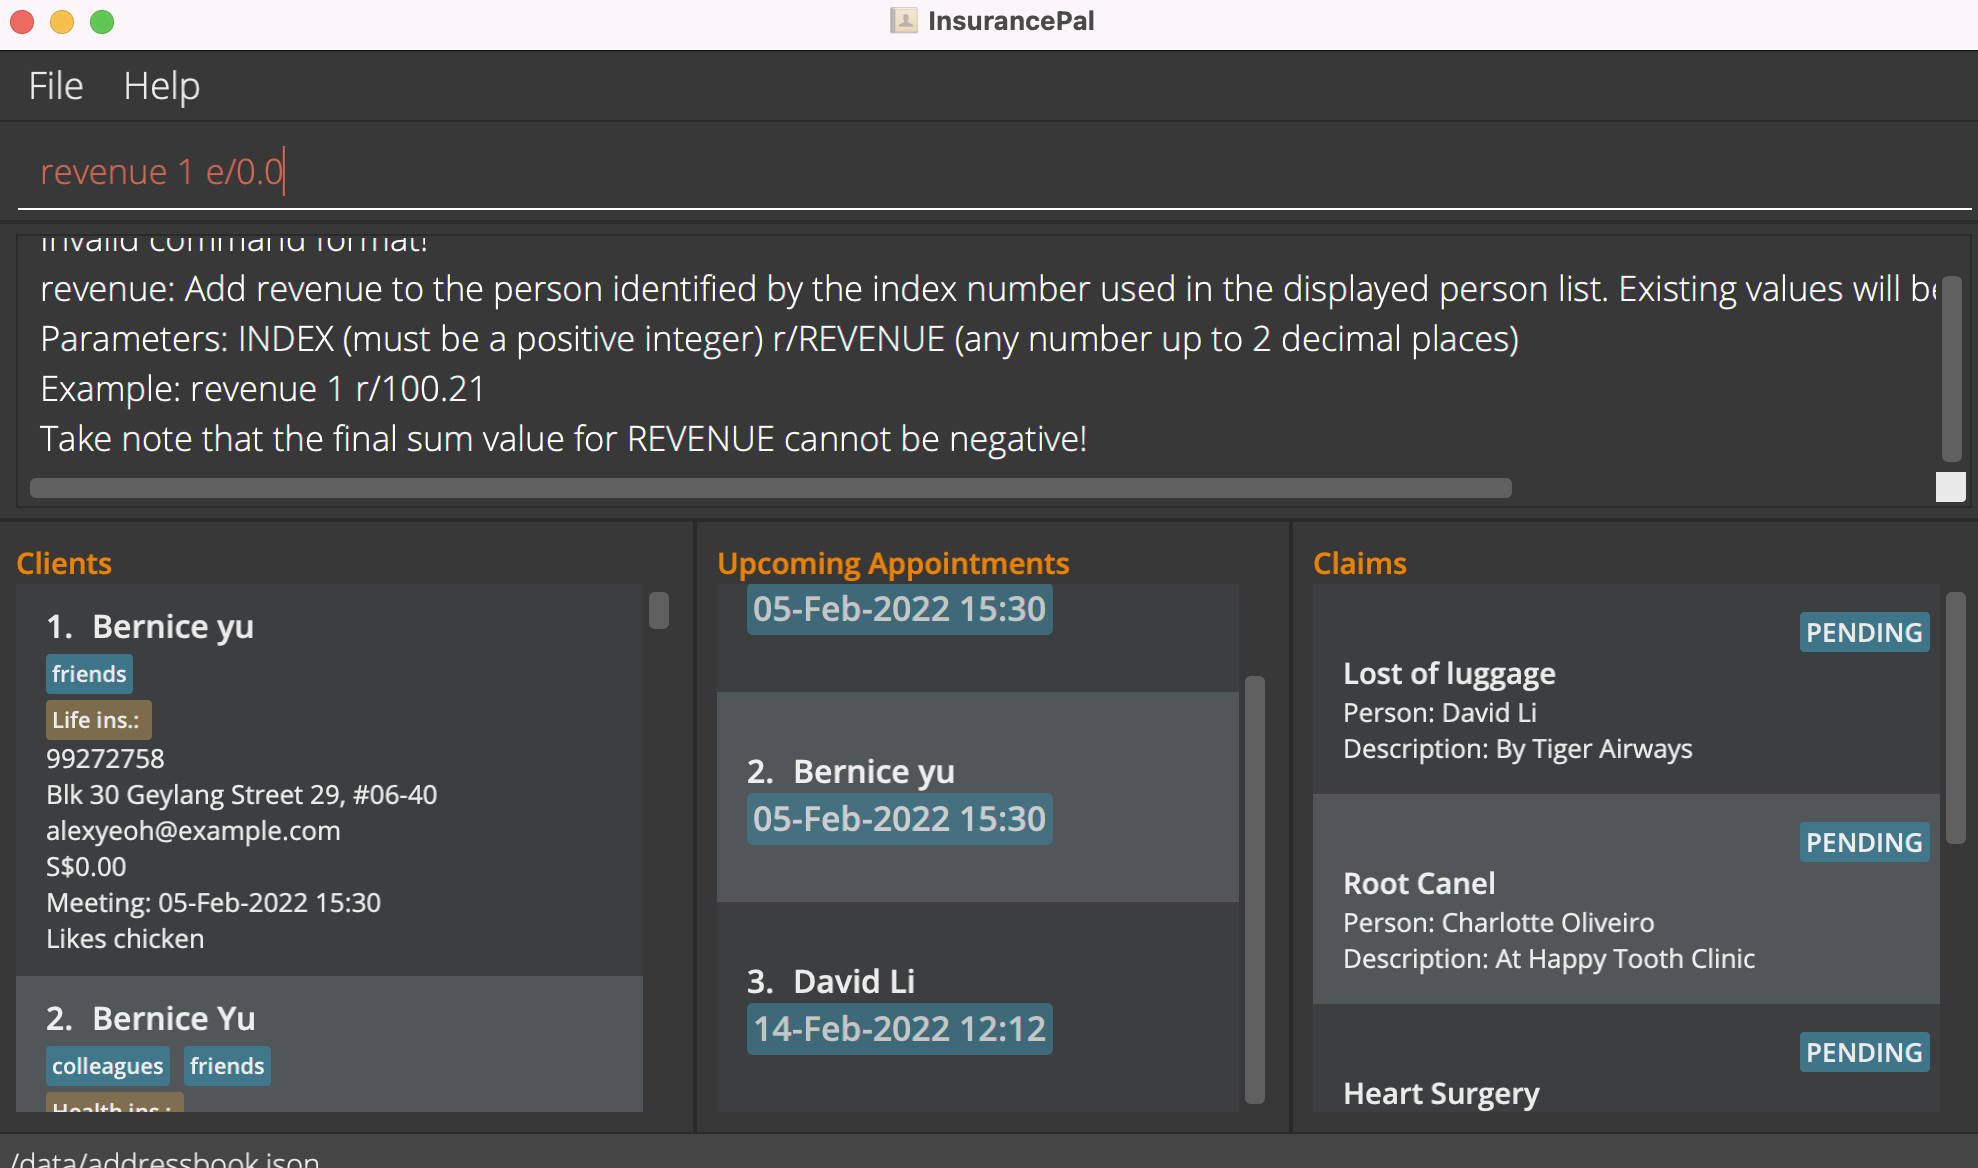 InsurancePal
File Help
revenue 1 e/0.0
Invalid command format!
revenue: Add revenue to the person identified by the index number used in the displayed person list. Existing values will be
Parameters: INDEX (must be a positive integer) r/REVENUE (any number up to 2 decimal places)
Example: revenue 1 r/100.21
Take note that the final sum value for REVENUE cannot be negative!
Clients
1. Bernice yu
friends
Life ins.:
99272758
Blk 30 Geylang Street 29, #06-40
alexyeoh@example.com
S$0.00
Meeting: 05-Feb-2022 15:30
Likes chicken
2. Bernice Yu
colleagues friends
Health ins.:
Upcoming Appointments
05-Feb-2022 15:30
2. Bernice yu
05-Feb-2022 15:30
3. David Li
14-Feb-2022 12:12
Claims
PENDING
Lost of luggage
Person: David Li
Description: By Tiger Airways
PENDING
Root Canel
Person: Charlotte Oliveiro
Description: At Happy Tooth Clinic
PENDING
Heart Surgery
/data/addressbook.json